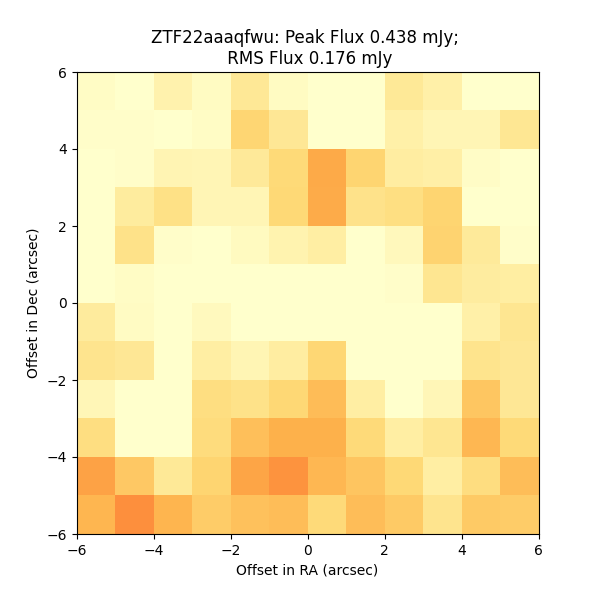 ZTF22aaaqfwu: Peak Flux 0.438 mJy;
RMS Flux 0.176 mJy
6
4
2
0
−2
−4
−6
Offset in Dec (arcsec)
−6 −4 −2 0 2 4 6
Offset in RA (arcsec)